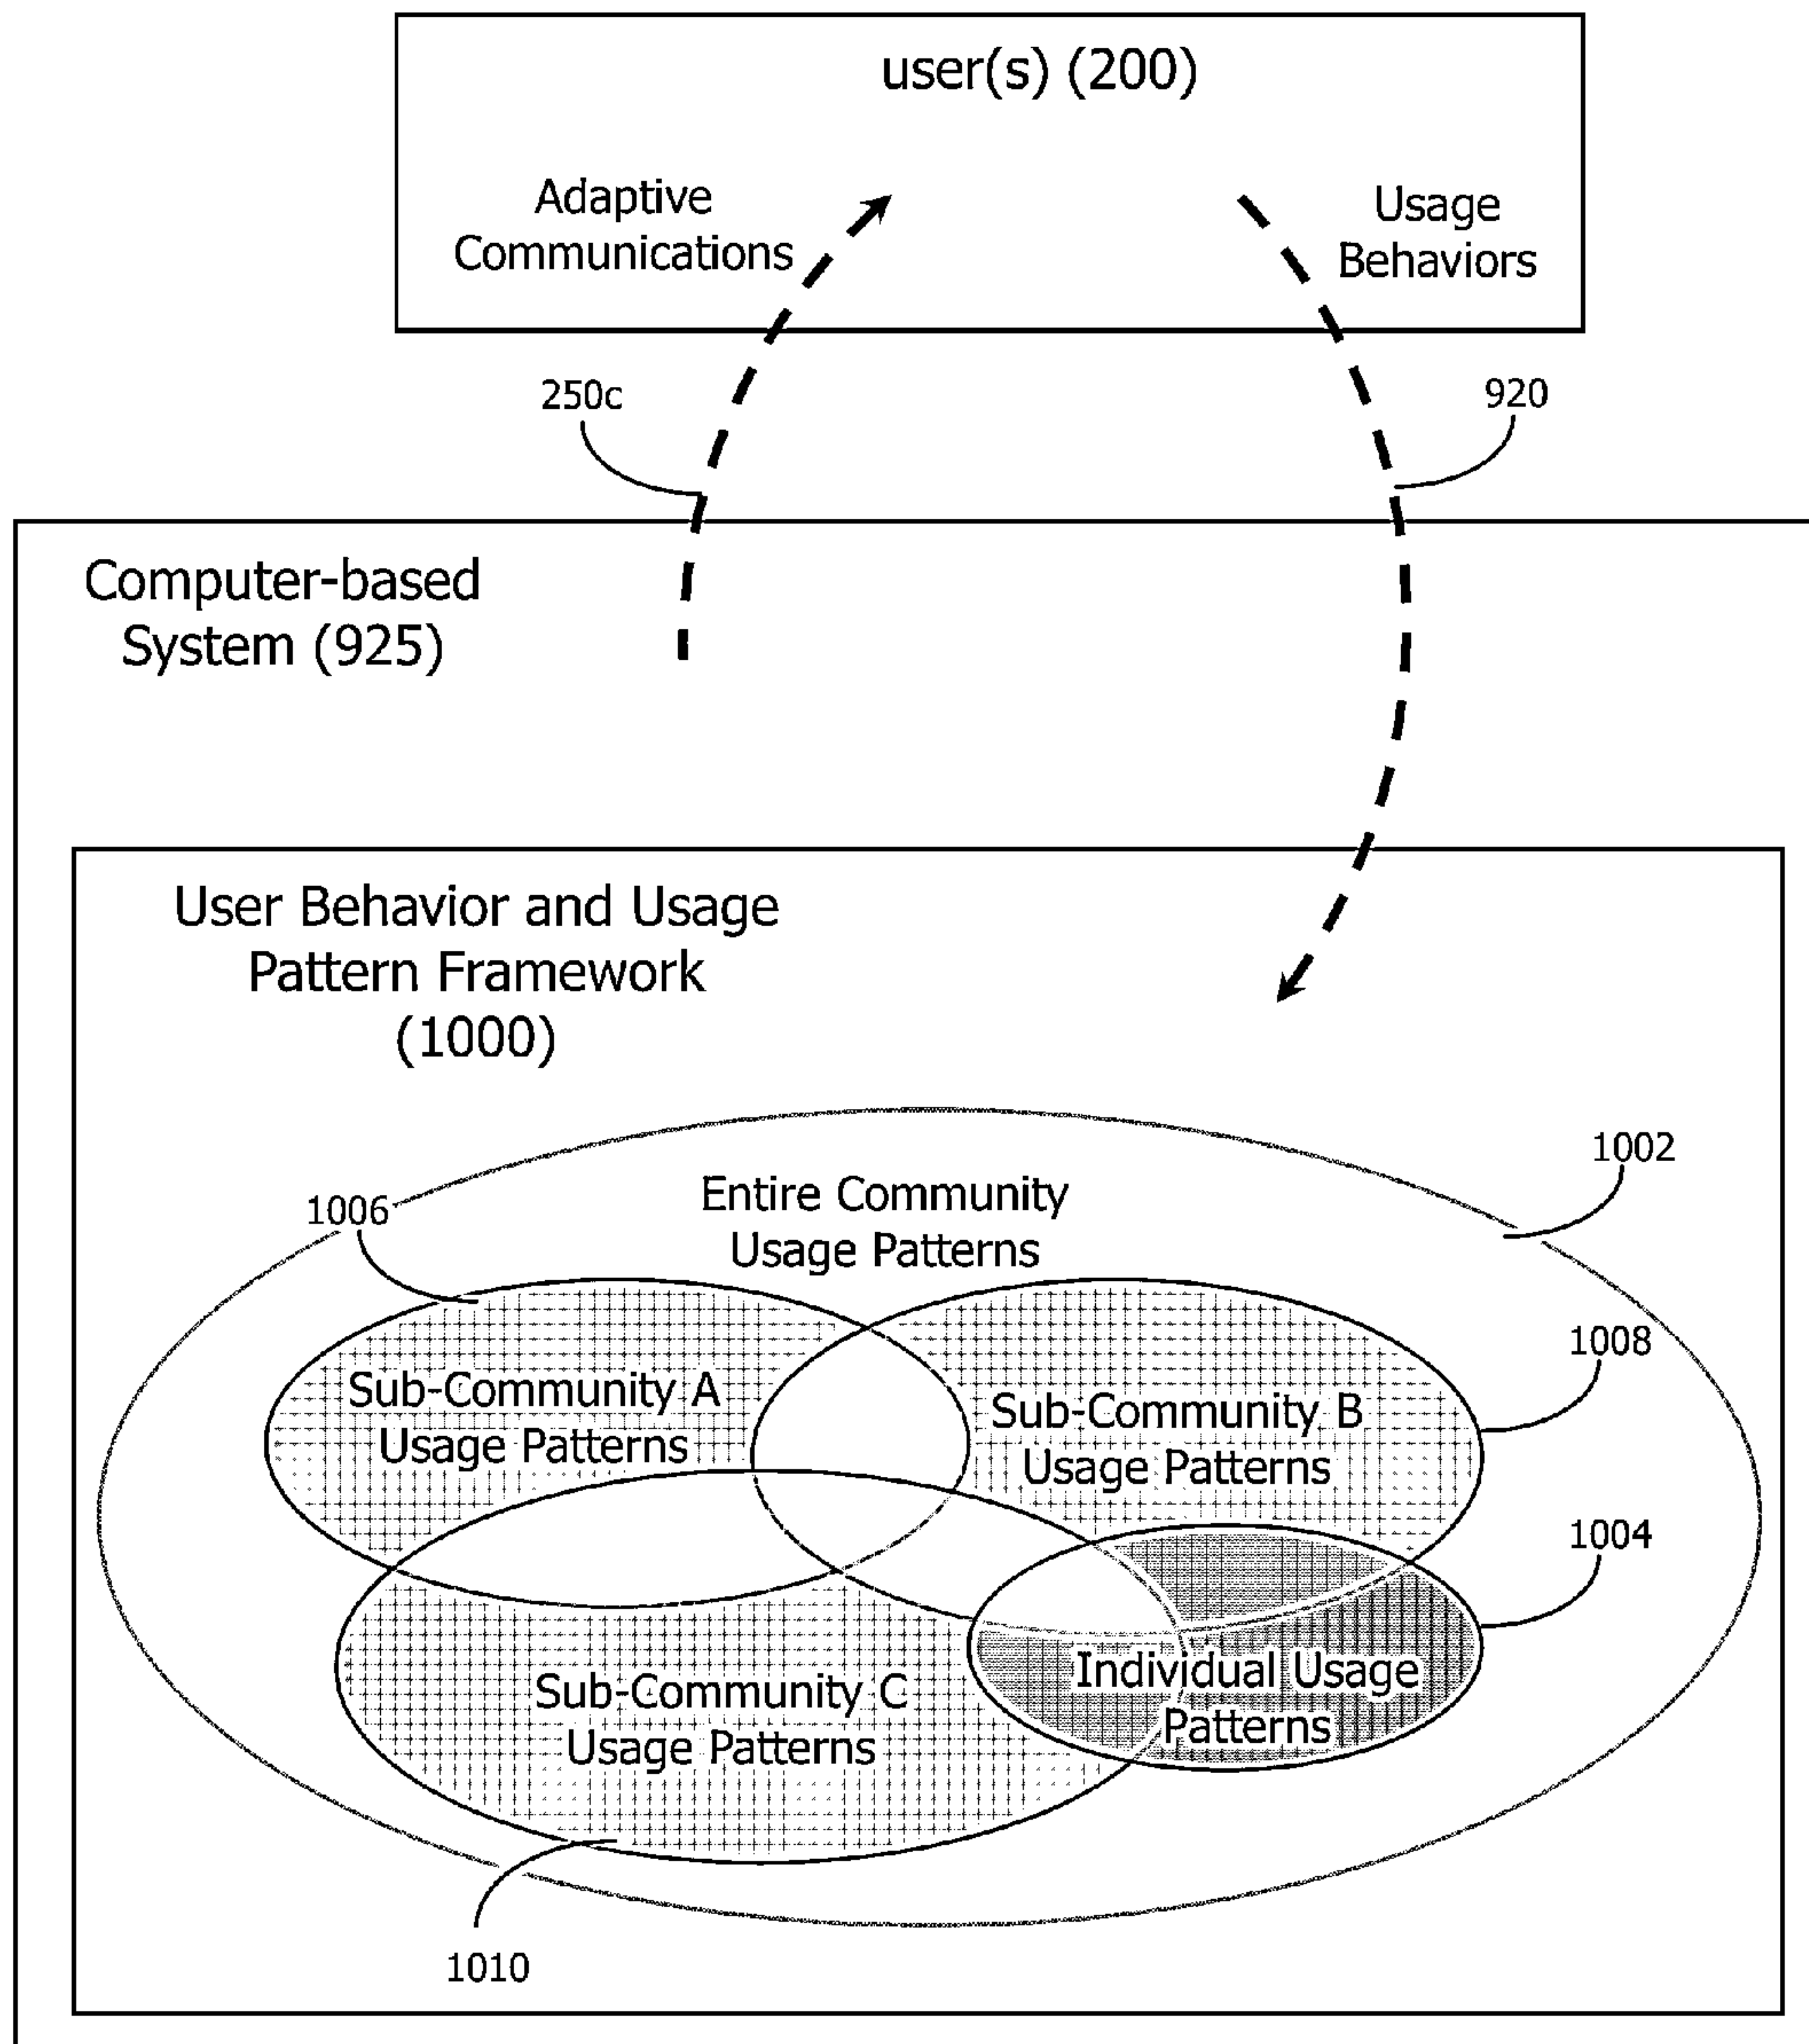 user(s) (200)
Adaptive
Communications
Usage
Behaviors
250c
920
Computer-based
System (925)
User Behavior and Usage
Pattern Framework
(1000)
1002
Entire Community
Usage Patterns
1006
1008
Sub-Community A
Usage Patterns
Sub-Community B
Usage Patterns
1004
Individual Usage
Patterns
Sub-Community C
Usage Patterns
1010